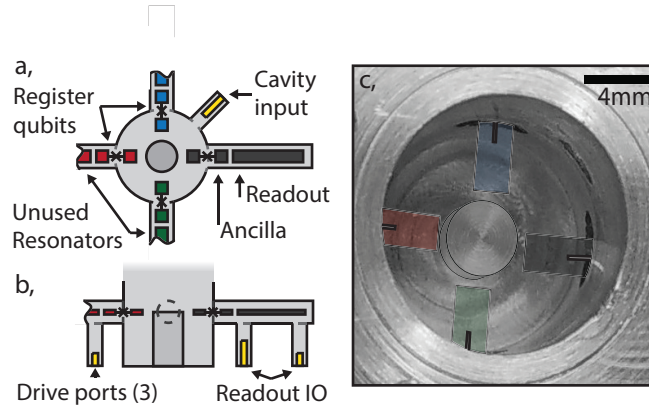 a,
Register
qubits
Cavity
input
Readout
Unused
Resonators
Ancilla
b,
Drive ports (3)
Readout IO
c,
4mm